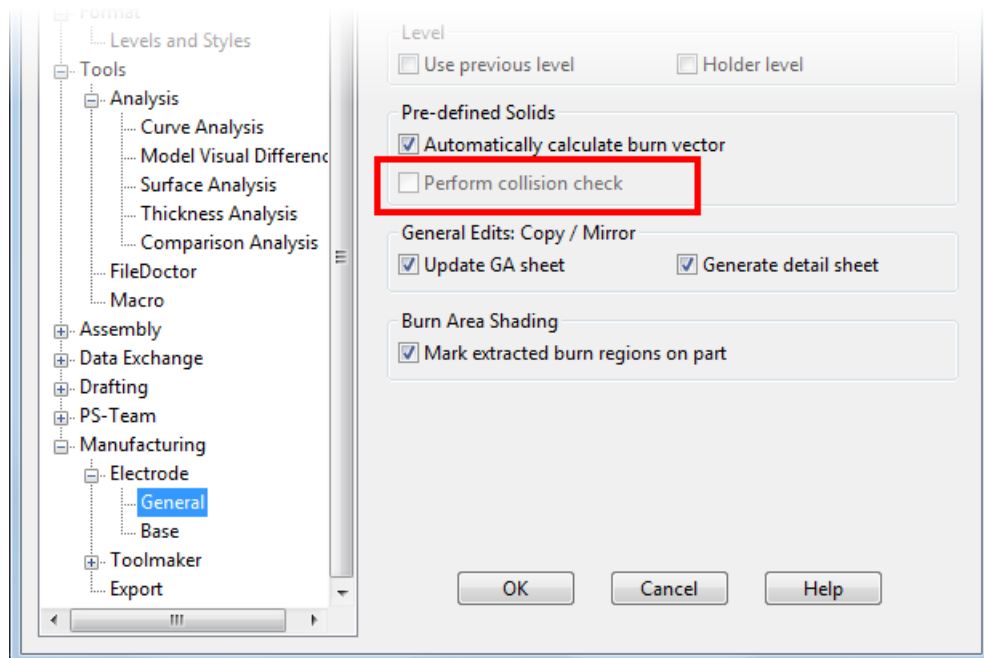 Format
Levels and Styles
Tools
Analysis
Curve Analysis
Model Visual Differenc
Surface Analysis
Thickness Analysis
Comparison Analysis
FileDoctor
Macro
Assembly
Data Exchange
Drafting
PS-Team
Manufacturing
Electrode
General
Base
Toolmaker
Export
Level
Use previous level
Holder level
Pre-defined Solids
Automatically calculate burn vector
Perform collision check
General Edits: Copy / Mirror
Update GA sheet
Generate detail sheet
Burn Area Shading
Mark extracted burn regions on part
OK
Cancel
Help